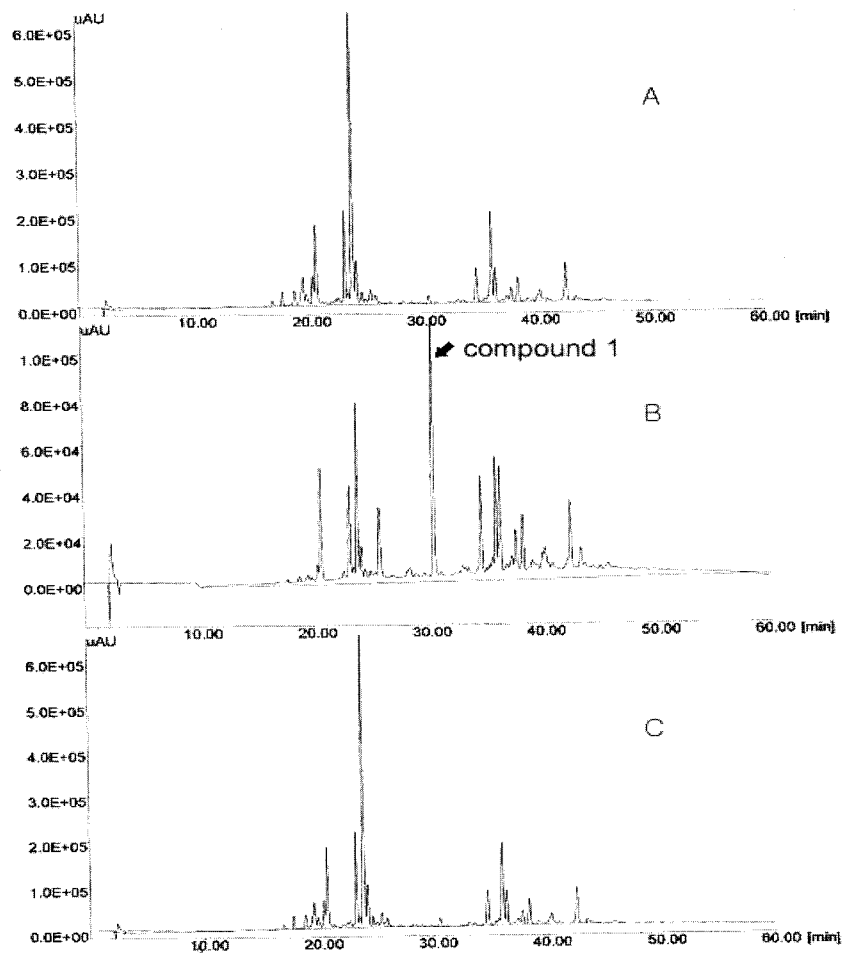 uAU
6.0E+05
5.0E+05
4.0E+05
3.0E+05
2.0E+05
1.0E+05
0.0E+00
A
10.00 20.00 30.00 40.00 50.00 60.00 [min]
uAU
1.0E+05
8.0E+04
6.0E+04
4.0E+04
2.0E+04
0.0E+00
compound 1
B
10.00 20.00 30.00 40.00 50.00 60.00 [min]
uAU
6.0E+05
5.0E+05
4.0E+05
3.0E+05
2.0E+05
1.0E+05
0.0E+00
C
10.00 20.00 30.00 40.00 50.00 60.00 [min]